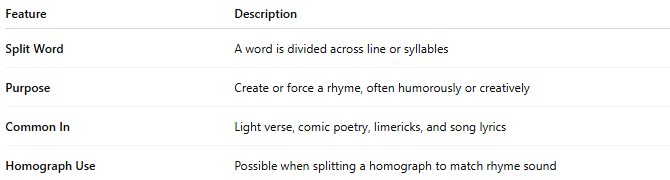 Feature Description
Split Word A word is divided across line or syllables
Purpose Create or force a rhyme, often humorously or creatively
Common In Light verse, comic poetry, limericks, and song lyrics
Homograph Use Possible when splitting a homograph to match rhyme sound